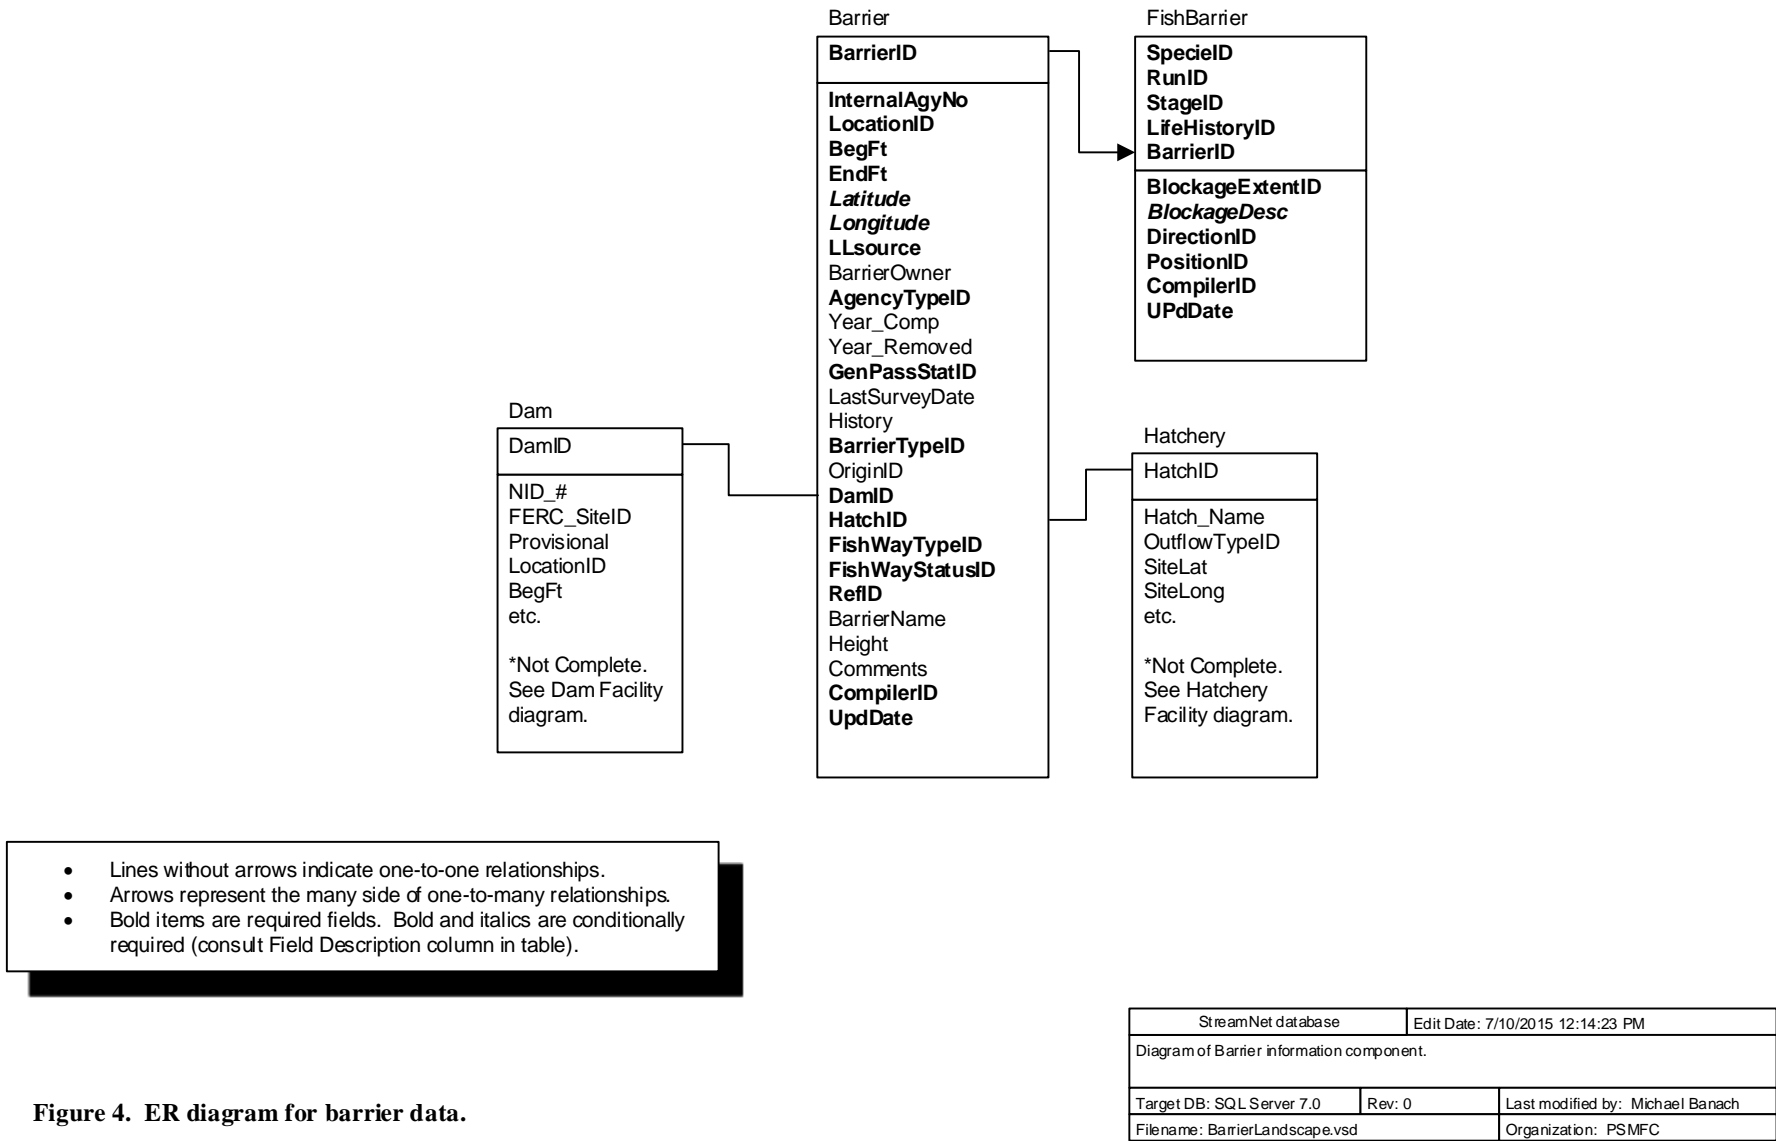 Barrier
BarrierID
InternalAgyNo
LocationID
BegFt
EndFt
Latitude
Longitude
LLsource
BarrierOwner
AgencyTypeID
Year_Comp
Year_Removed
GenPassStatID
LastSurveyDate
History
BarrierTypeID
OriginID
DamID
HatchID
FishWayTypeID
FishWayStatusID
RefID
BarrierName
Height
Comments
CompilerID
UpdDate
FishBarrier
SpecieID
RunID
StageID
LifeHistoryID
BarrierID
BlockageExtentID
BlockageDesc
DirectionID
PositionID
CompilerID
UPdDate
Dam
DamID
NID_#
FERC_SiteID
Provisional
LocationID
BegFt
etc.
*Not Complete.
See Dam Facility
diagram.
Hatchery
HatchID
Hatch_Name
OutflowTypeID
SiteLat
SiteLong
etc.
*Not Complete.
See Hatchery
Facility diagram.
• Lines without arrows indicate one-to-one relationships.
• Arrows represent the many side of one-to-many relationships.
• Bold items are required fields. Bold and italics are conditionally
required (consult Field Description column in table).
StreamNet database
Edit Date: 7/10/2015 12:14:23 PM
Diagram of Barrier information component.
Target DB: SQL Server 7.0
Rev: 0
Last modified by: Michael Banach
Filename: BarrierLandscape.vsd
Organization: PSMFC
Figure 4. ER diagram for barrier data.